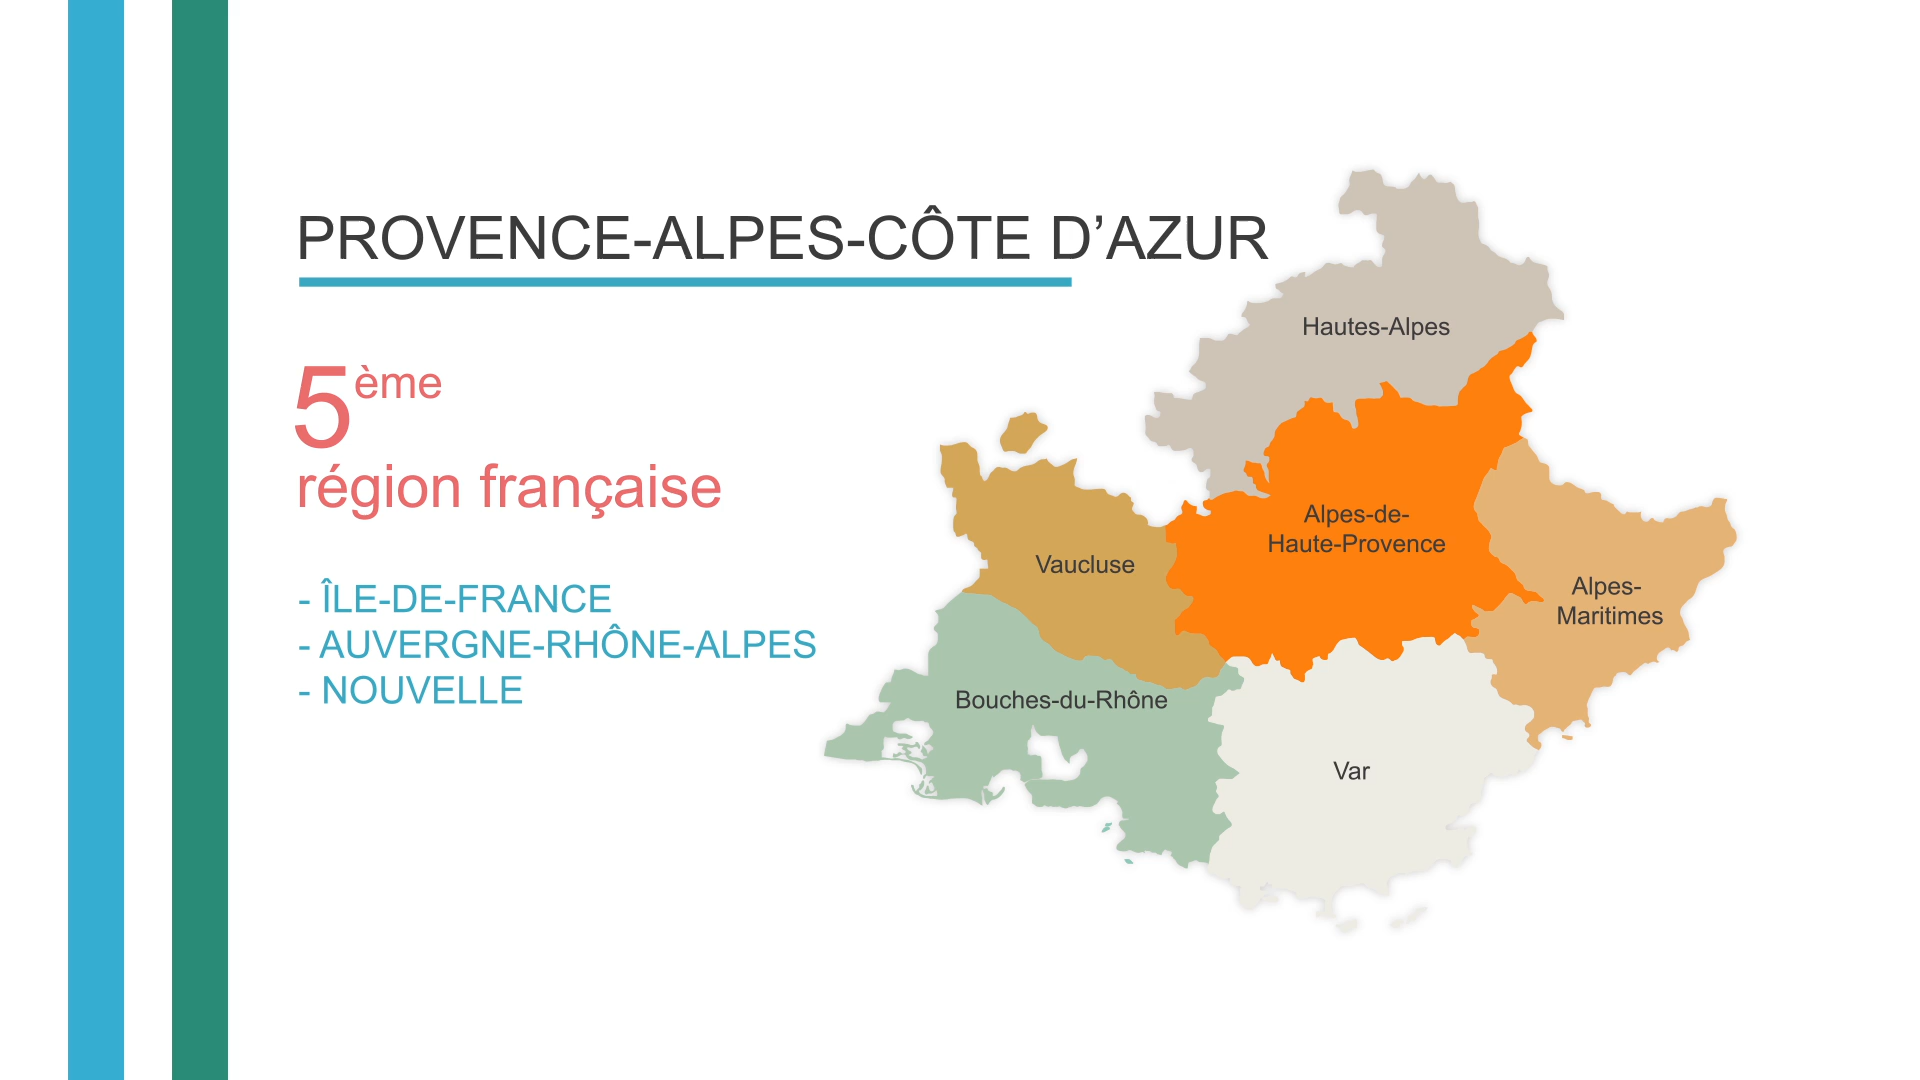 PROVENCE-ALPES-CÔTE D’AZUR
5ème
région française
- ÎLE-DE-FRANCE
- AUVERGNE-RHÔNE-ALPES
- NOUVELLE
Hautes-Alpes
Alpes-de-
Haute-Provence
Vaucluse
Alpes-
Maritimes
Bouches-du-Rhône
Var